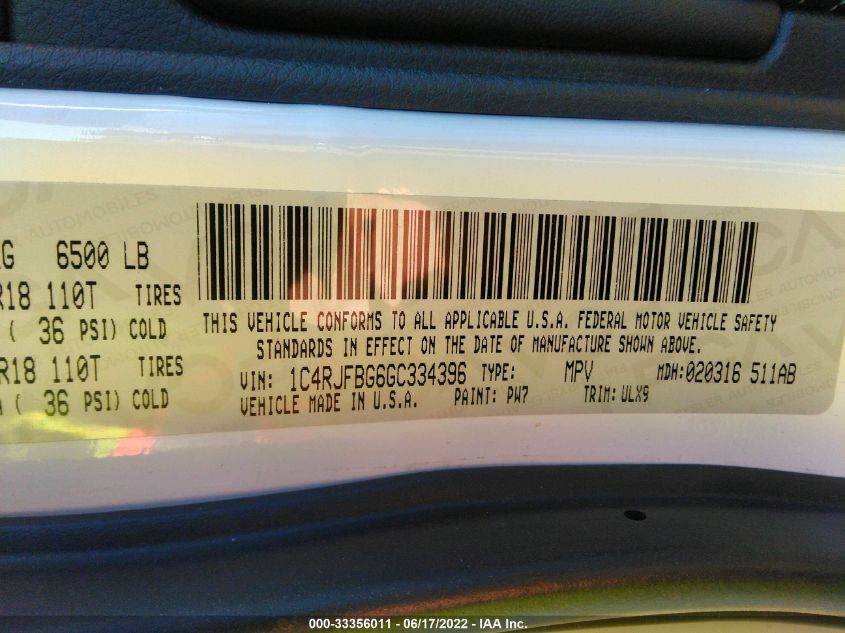 AUTOMOBILES CHRYSLER
G 6500 LB
R18 110T TIRES
( 36 PSI) COLD
R18 110T TIRES
( 36 PSI) COLD
THIS VEHICLE CONFORMS TO ALL APPLICABLE U.S.A. FEDERAL MOTOR VEHICLE SAFETY
STANDARDS IN EFFECT ON THE DATE OF MANUFACTURE SHOWN ABOVE.
VIN: 1C4RJFBG6GC334396 TYPE: MPV MDH:020316 511AB
VEHICLE MADE IN U.S.A. PAINT: PW7 TRIM: ULX9
000-33356011 - 06/17/2022 - IAA Inc.